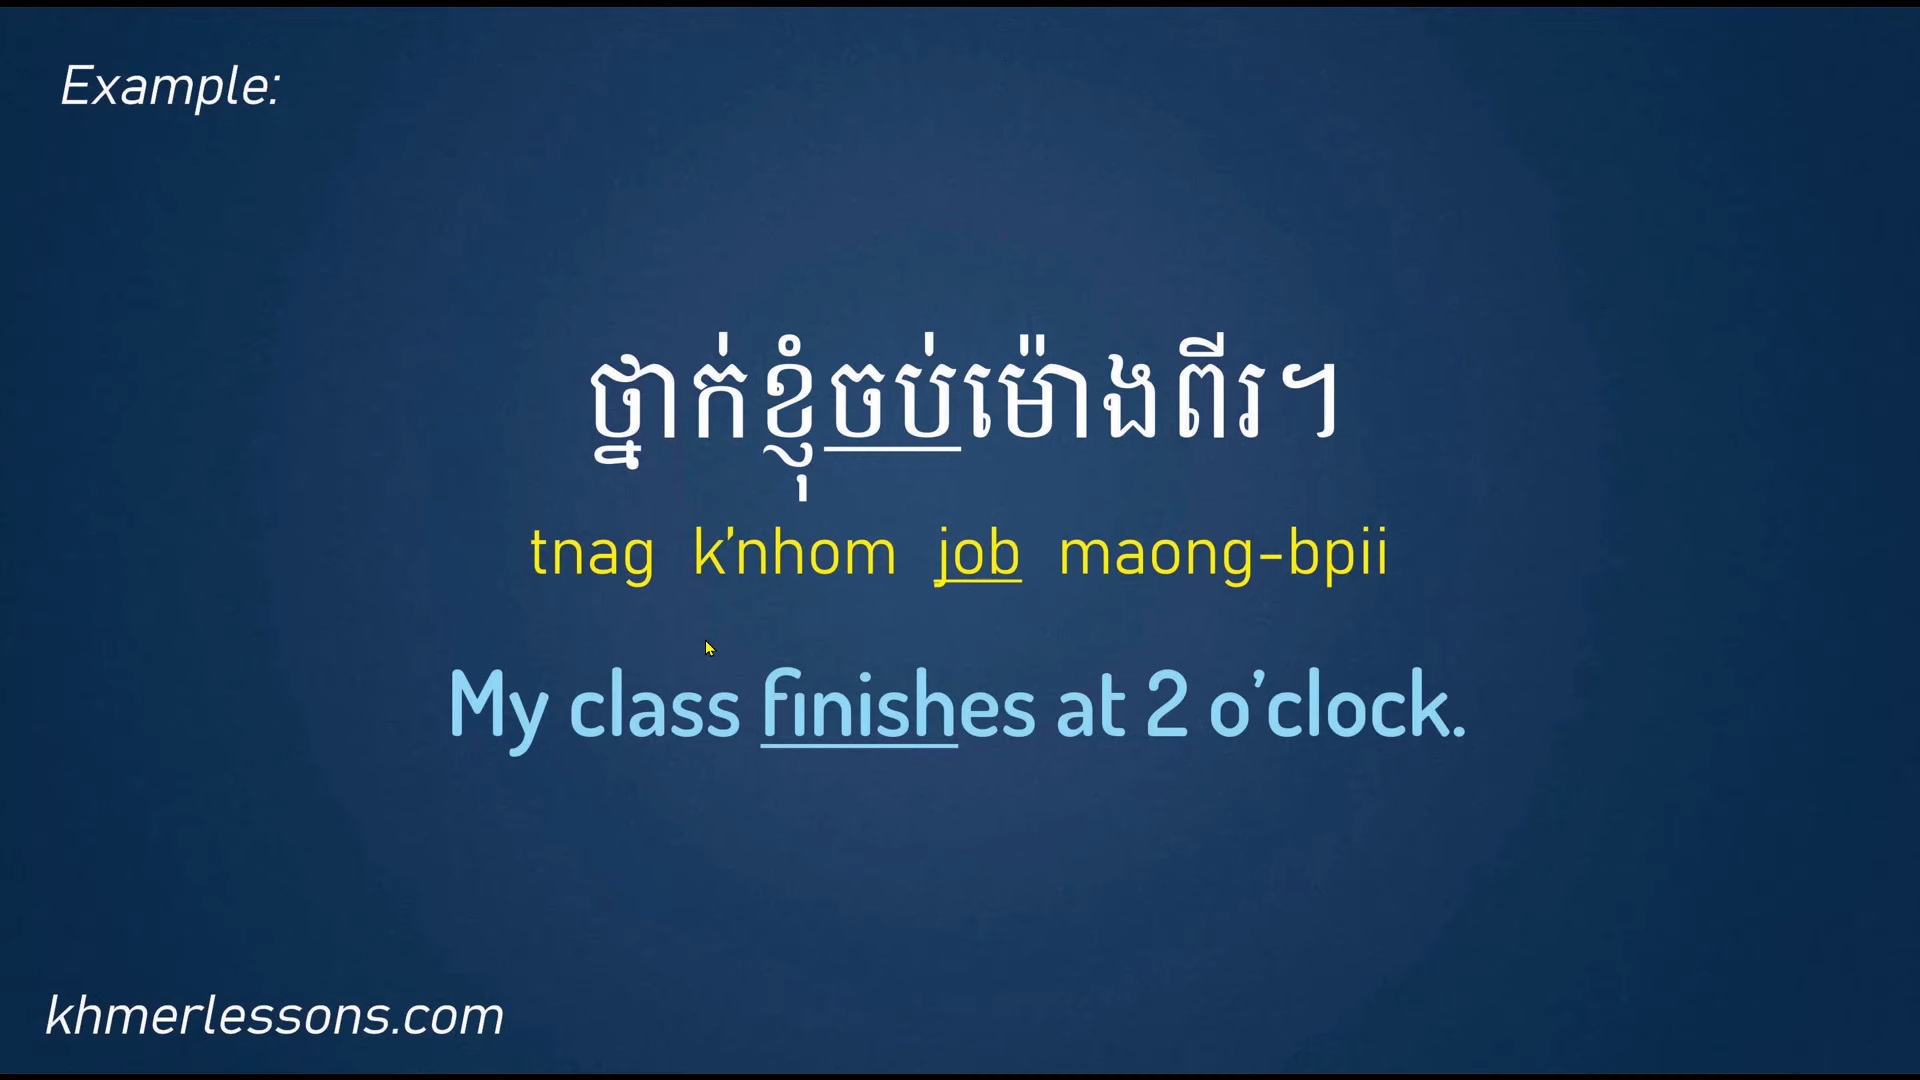 Example:
ថ្នាក់ខ្ញុំចប់ម៉ោងពីរ។
tnag k'nhom job maong-bpii
My class finishes at 2 o'clock.
khmerlessons.com